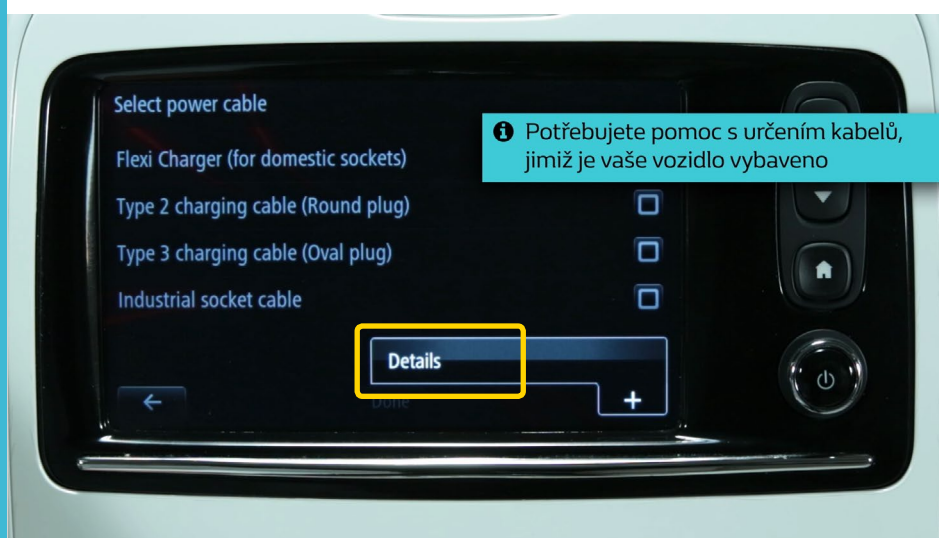 Select power cable
Potřebujete pomoc s určením kabelů,
jimiž je vaše vozidlo vybaveno
Flexi Charger (for domestic sockets)
Type 2 charging cable (Round plug)
Type 3 charging cable (Oval plug)
Industrial socket cable
Details
Done